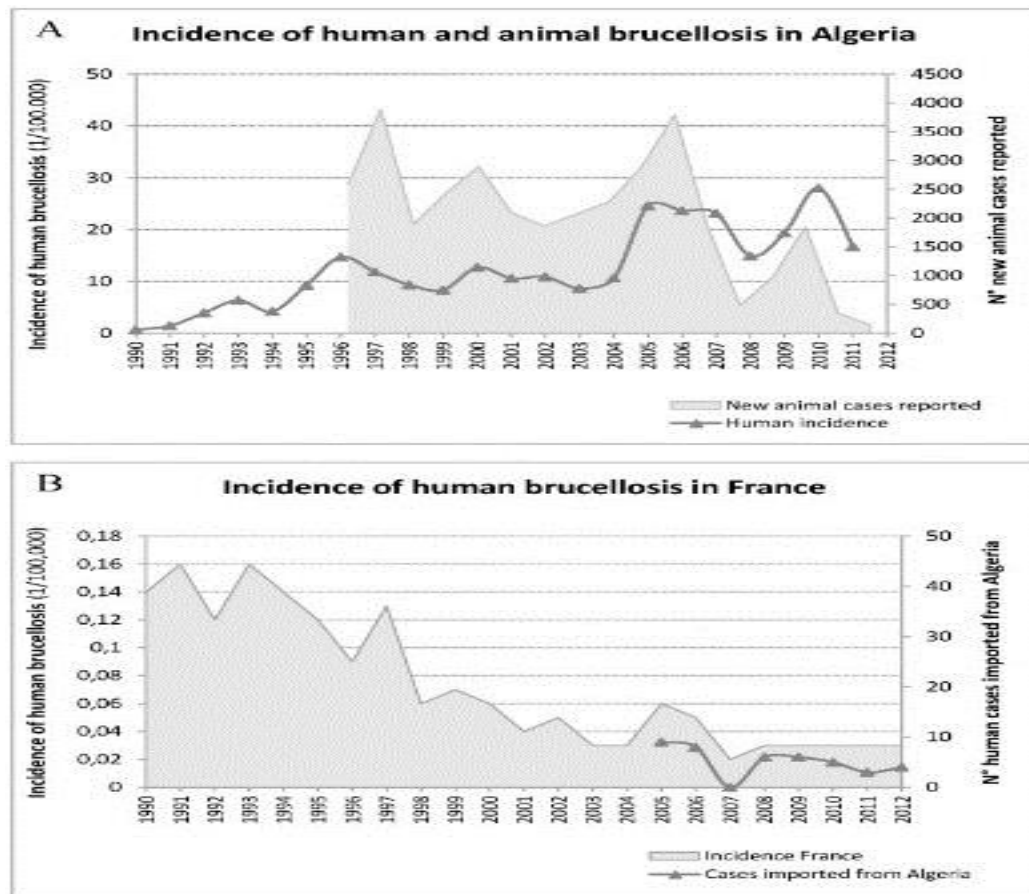 A
Incidence of human and animal brucellosis in Algeria
Incidence of human brucellosis (1/100.000)
50
40
30
20
10
0
4500
4000
3500
3000
2500
2000
1500
1000
500
0
N° new animal cases reported
1990 1991 1992 1993 1994 1995 1996 1997 1998 1999 2000 2001 2002 2003 2004 2005 2006 2007 2008 2009 2010 2011 2012
New animal cases reported
Human incidence
B
Incidence of human brucellosis in France
Incidence of human brucellosis (1/100,000)
0,18
0,16
0,14
0,12
0,1
0,08
0,06
0,04
0,02
0
50
40
30
20
10
0
N° human cases imported from Algeria
1990 1991 1992 1993 1994 1995 1996 1997 1998 1999 2000 2001 2002 2003 2004 2005 2006 2007 2008 2009 2010 2011 2012
Incidence France
Cases imported from Algeria